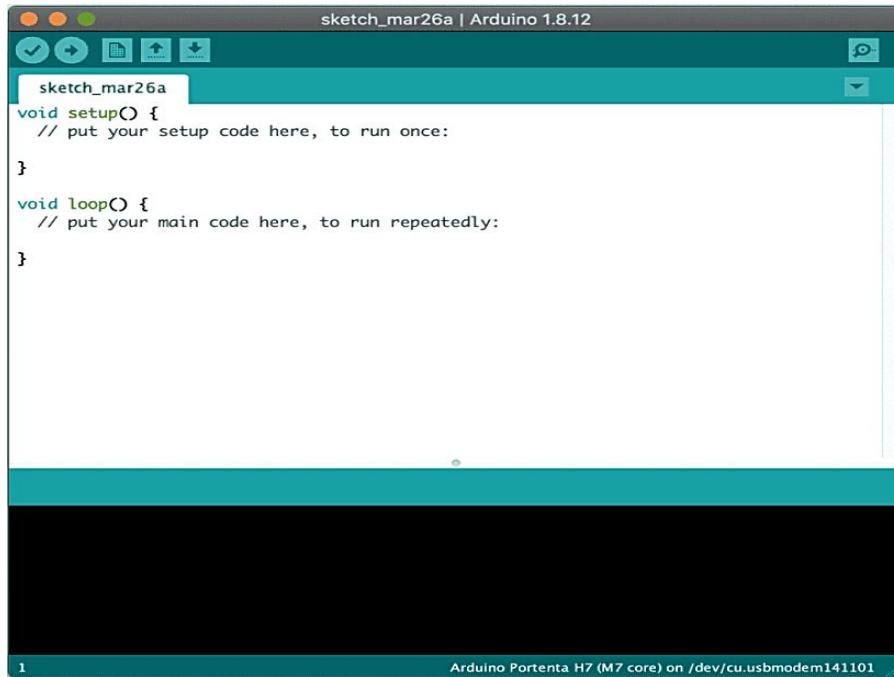 sketch_mar26a | Arduino 1.8.12
sketch_mar26a
void setup() {
  // put your setup code here, to run once:
}
void loop() {
  // put your main code here, to run repeatedly:
}
1
Arduino Portenta H7 (M7 core) on /dev/cu.usbmodem141101